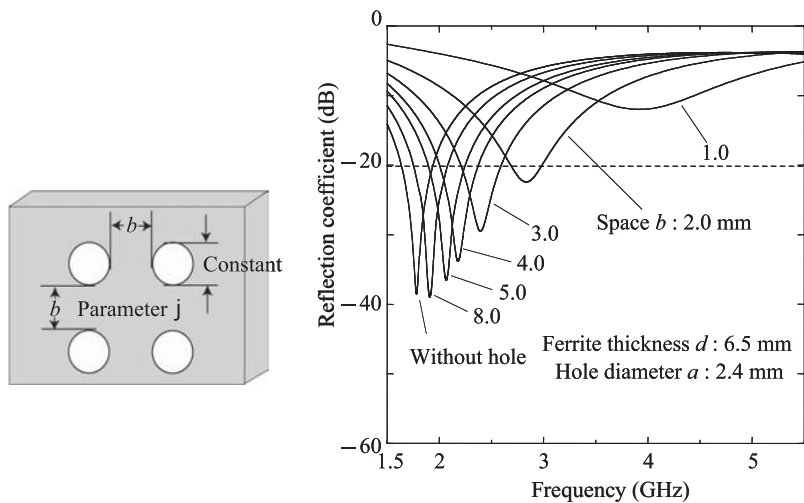 b
Constant
b
Parameter j
0
−20
−40
−60
Reflection coefficient (dB)
1.0
Space b : 2.0 mm
3.0
4.0
5.0
8.0
Without hole
Ferrite thickness d : 6.5 mm
Hole diameter a : 2.4 mm
1.5
2
3
4
5
Frequency (GHz)